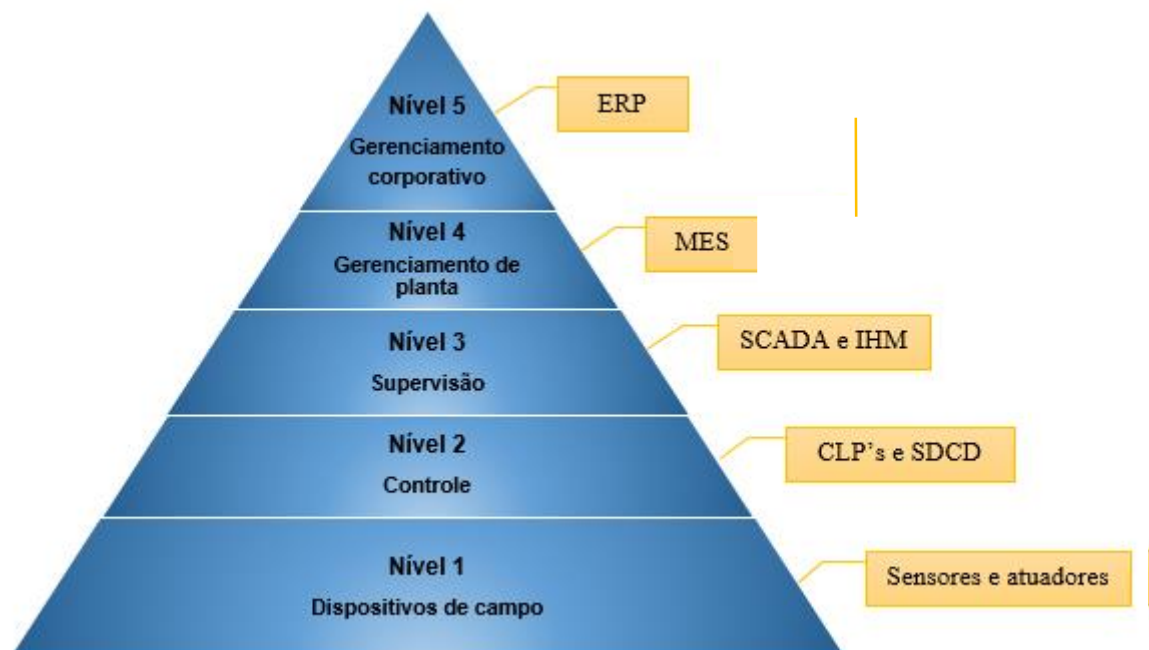 Nível 5
Gerenciamento
corporativo
ERP
Nível 4
Gerenciamento de
planta
MES
Nível 3
Supervisão
SCADA e IHM
Nível 2
Controle
CLP's e SDCD
Nível 1
Dispositivos de campo
Sensores e atuadores